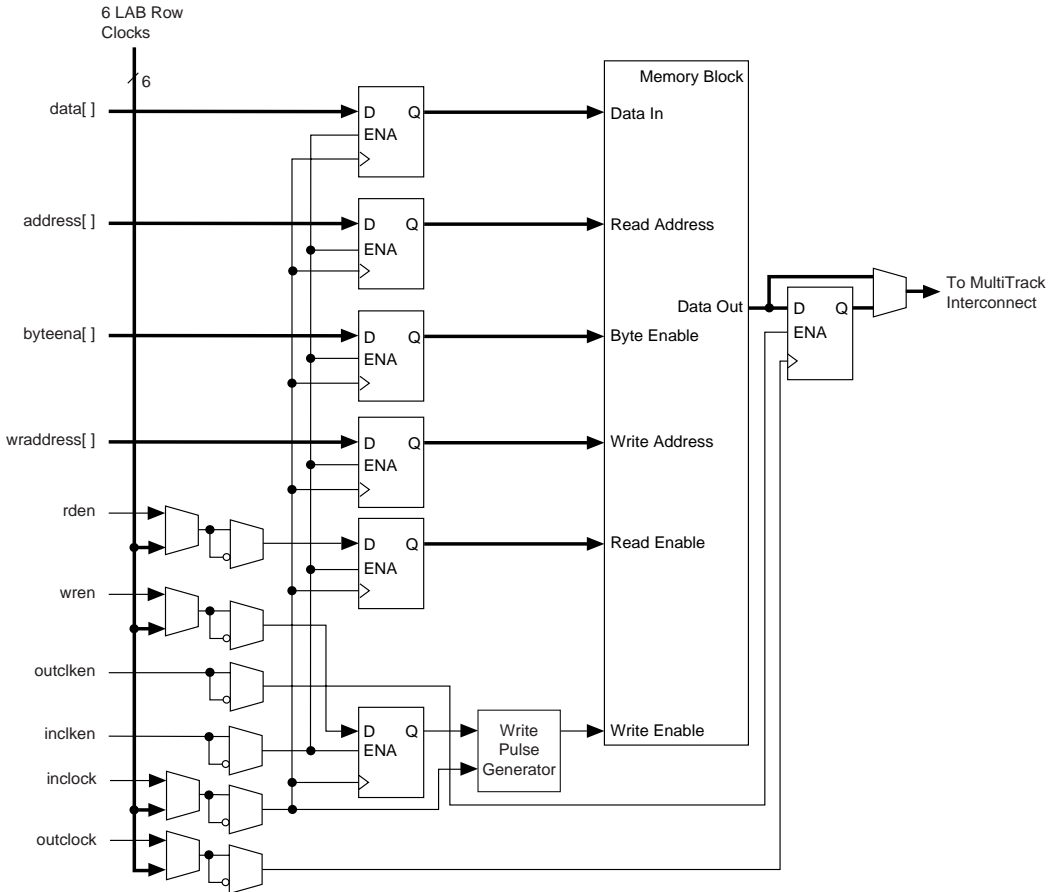 6 LAB Row
Clocks
6
Memory Block
data[ ]
D Q
ENA
Data In
address[ ]
D Q
ENA
Read Address
To MultiTrack
Interconnect
Data Out
D Q
ENA
byteena[ ]
D Q
ENA
Byte Enable
wraddress[ ]
D Q
ENA
Write Address
rden
D Q
ENA
Read Enable
wren
outclken
inclken
D Q
ENA
Write
Pulse
Generator
Write Enable
inclock
outclock